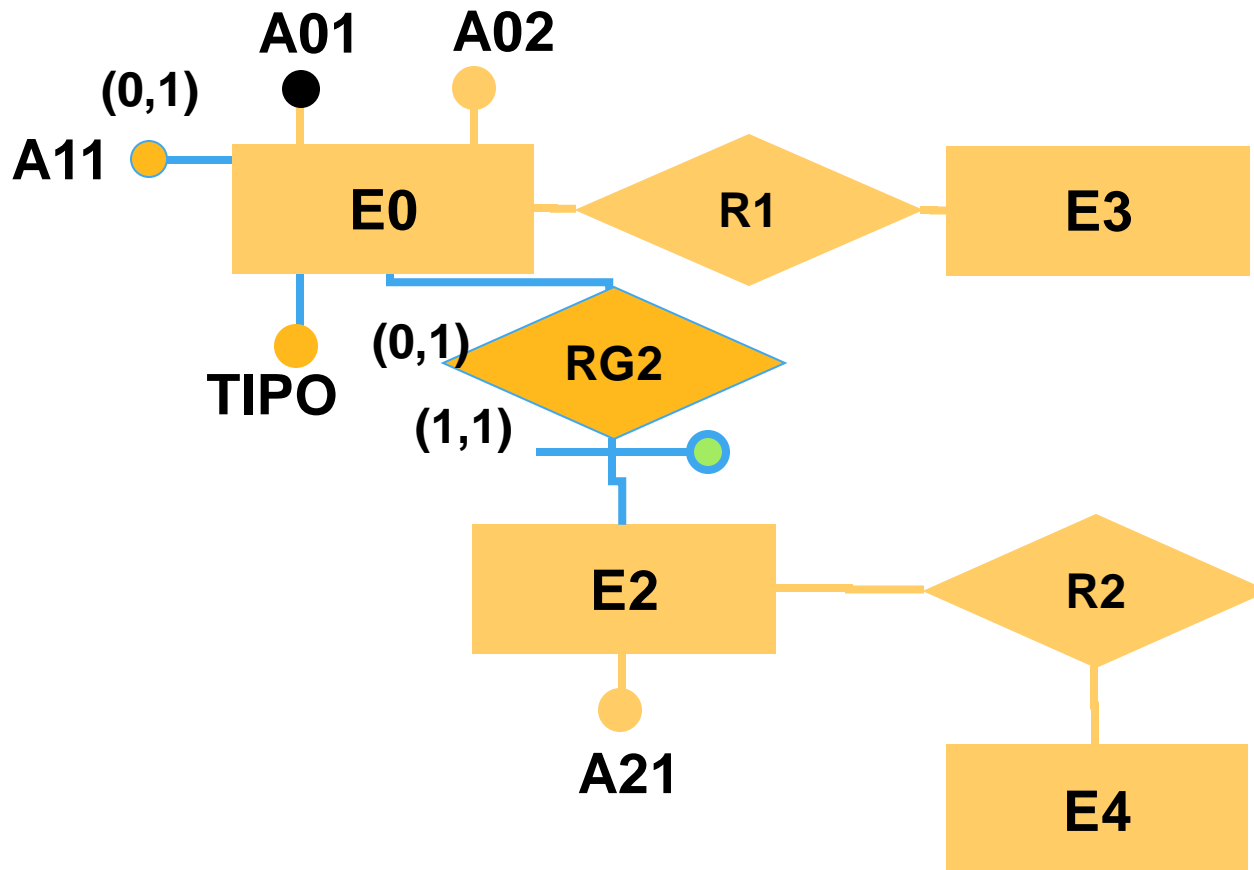 A01
A02
(0,1)
A11
E0
R1
E3
(0,1)
RG2
TIPO
(1,1)
E2
R2
A21
E4